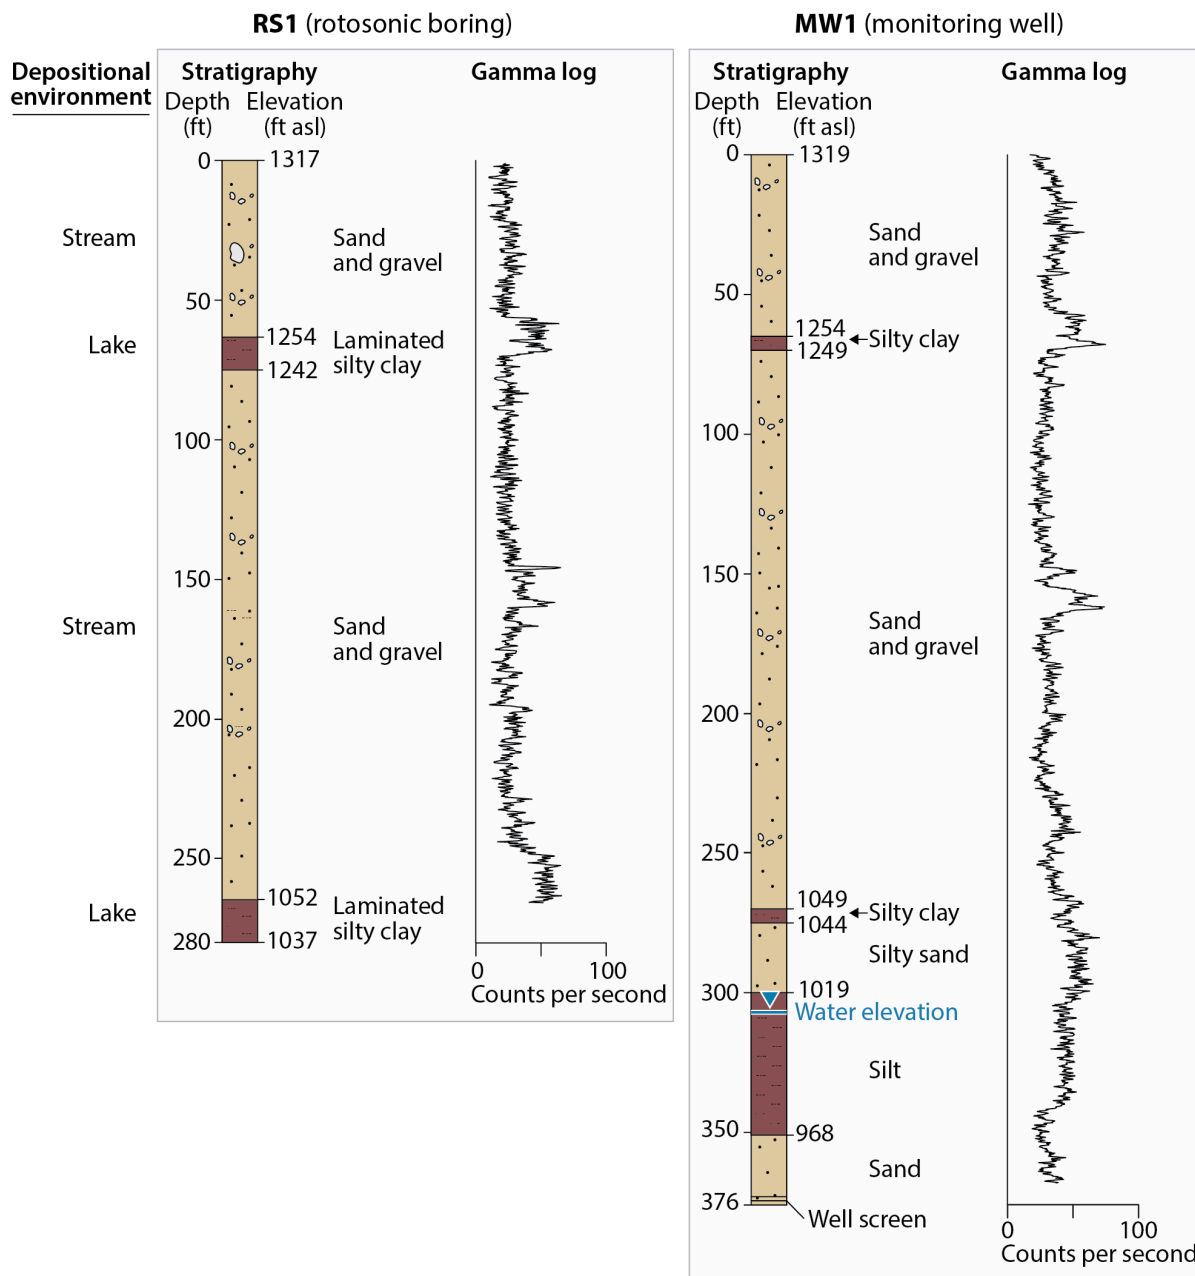 RS1 (rotosonic boring)
Depositional
environment
Stratigraphy
Gamma log
Depth
(ft)
Elevation
(ft asl)
0
1317
Stream
Sand
and gravel
50
Lake
1254
Laminated
silty clay
1242
100
150
Stream
Sand
and gravel
200
250
1052
Lake
Laminated
silty clay
280
1037
0
100
Counts per second
MW1 (monitoring well)
Stratigraphy
Gamma log
Depth
(ft)
Elevation
(ft asl)
0
1319
Sand
and gravel
50
1254
Silty clay
1249
100
150
Sand
and gravel
200
250
1049
Silty clay
1044
Silty sand
300
1019
Water elevation
Silt
350
968
Sand
376
Well screen
0
100
Counts per second